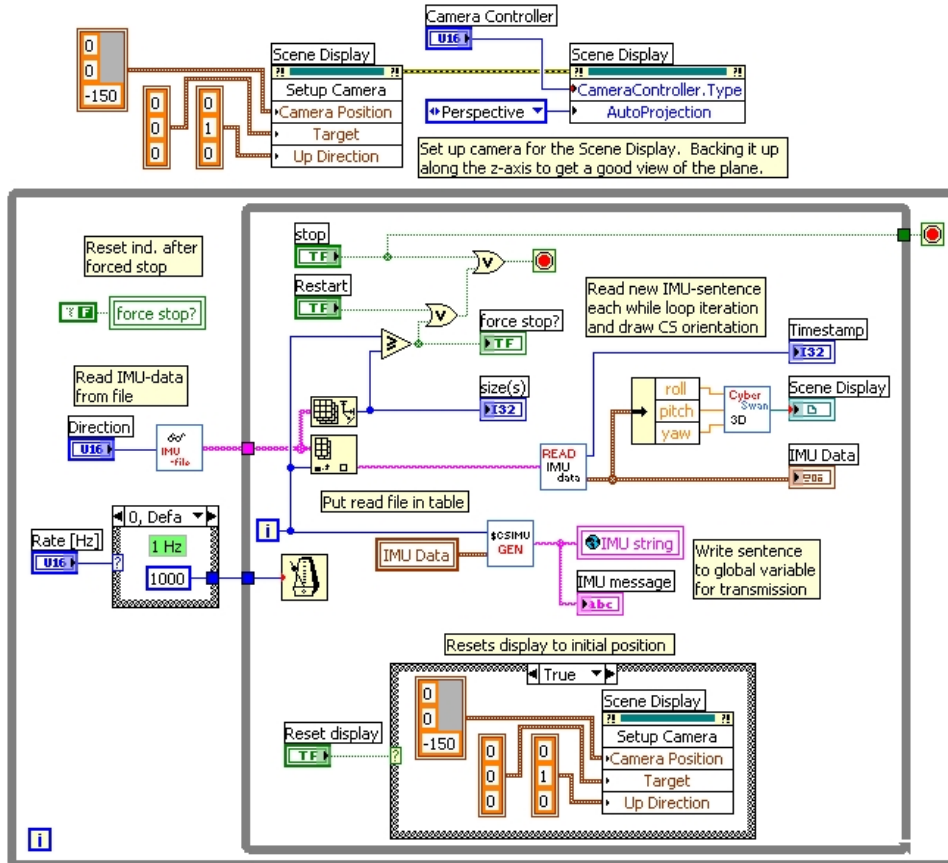 Camera Controller
U16
0
0
-150
Scene Display
?! ?!
Setup Camera
Camera Position
Target
Up Direction
0
0
0
0
1
0
Scene Display
?! ?!
CameraController.Type
AutoProjection
Perspective
Set up camera for the Scene Display. Backing it up
along the z-axis to get a good view of the plane.
Reset ind. after
forced stop
F
force stop?
stop
TF
V
Restart
TF
V
force stop?
TF
Read new IMU-sentence
each while loop iteration
and draw CS orientation
Timestamp
I32
Read IMU-data
from file
Direction
U16
IMU
-file
size(s)
I32
roll
pitch
yaw
Cyber
Swan
3D
Scene Display
READ
IMU
data
IMU Data
Put read file in table
Rate [Hz]
U16
0, Defa
1 Hz
1000
i
IMU Data
$CSIMU
GEN
IMU string
IMU message
abc
Write sentence
to global variable
for transmission
Resets display to initial position
True
Reset display
TF
?
0
0
-150
Scene Display
?! ?!
Setup Camera
Camera Position
Target
Up Direction
0
0
0
0
1
0
i